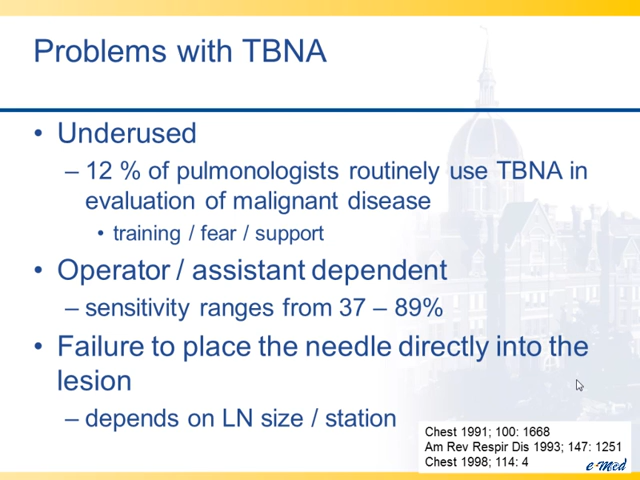 Problems with TBNA
• Underused
– 12 % of pulmonologists routinely use TBNA in
evaluation of malignant disease
• training / fear / support
• Operator / assistant dependent
– sensitivity ranges from 37 – 89%
• Failure to place the needle directly into the
lesion
– depends on LN size / station
Chest 1991; 100: 1668
Am Rev Respir Dis 1993; 147: 1251
Chest 1998; 114: 4
e-Med